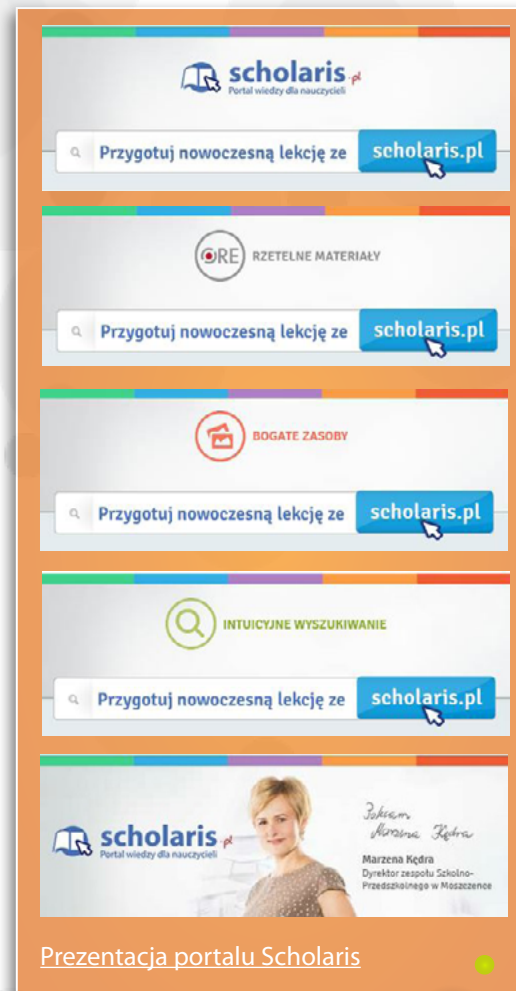 scholaris.pl
Portal wiedzy dla nauczycieli
Przygotuj nowoczesną lekcję ze scholaris.pl
ORE RZETELNE MATERIAŁY
Przygotuj nowoczesną lekcję ze scholaris.pl
BOGATE ZASOBY
Przygotuj nowoczesną lekcję ze scholaris.pl
INTUICYJNE WYSZUKIWANIE
Przygotuj nowoczesną lekcję ze scholaris.pl
scholaris.pl
Portal wiedzy dla nauczycieli
Polecam
Marzena Kędra
Marzena Kędra
Dyrektor zespołu Szkolno-
Przedszkolnego w Moszczence
Prezentacja portalu Scholaris